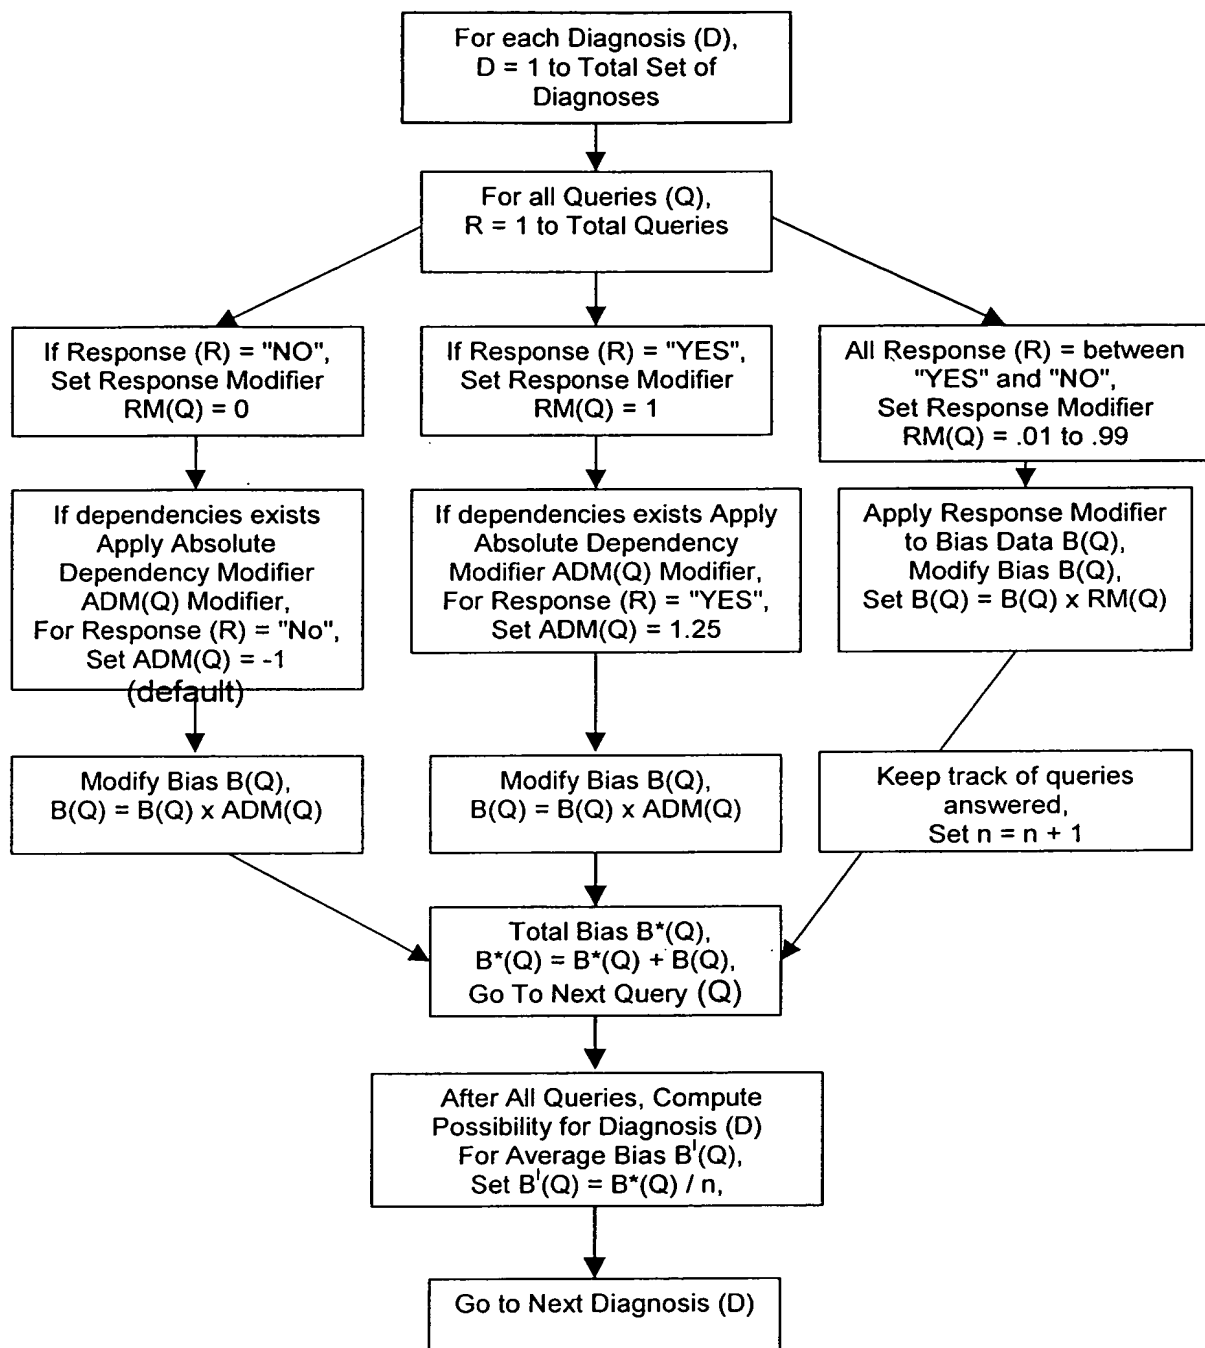 For each Diagnosis (D),
D = 1 to Total Set of
Diagnoses
For all Queries (Q),
R = 1 to Total Queries
If Response (R) = "NO",
Set Response Modifier
RM(Q) = 0
If Response (R) = "YES",
Set Response Modifier
RM(Q) = 1
All Response (R) = between
"YES" and "NO",
Set Response Modifier
RM(Q) = .01 to .99
If dependencies exists
Apply Absolute
Dependency Modifier
ADM(Q) Modifier,
For Response (R) = "No",
Set ADM(Q) = -1
(default)
If dependencies exists Apply
Absolute Dependency
Modifier ADM(Q) Modifier,
For Response (R) = "YES",
Set ADM(Q) = 1.25
Apply Response Modifier
to Bias Data B(Q),
Modify Bias B(Q),
Set B(Q) = B(Q) x RM(Q)
Modify Bias B(Q),
B(Q) = B(Q) x ADM(Q)
Modify Bias B(Q),
B(Q) = B(Q) x ADM(Q)
Keep track of queries
answered,
Set n = n + 1
Total Bias B*(Q),
B*(Q) = B*(Q) + B(Q),
Go To Next Query (Q)
After All Queries, Compute
Possibility for Diagnosis (D)
For Average Bias B'(Q),
Set B'(Q) = B*(Q) / n,
Go to Next Diagnosis (D)